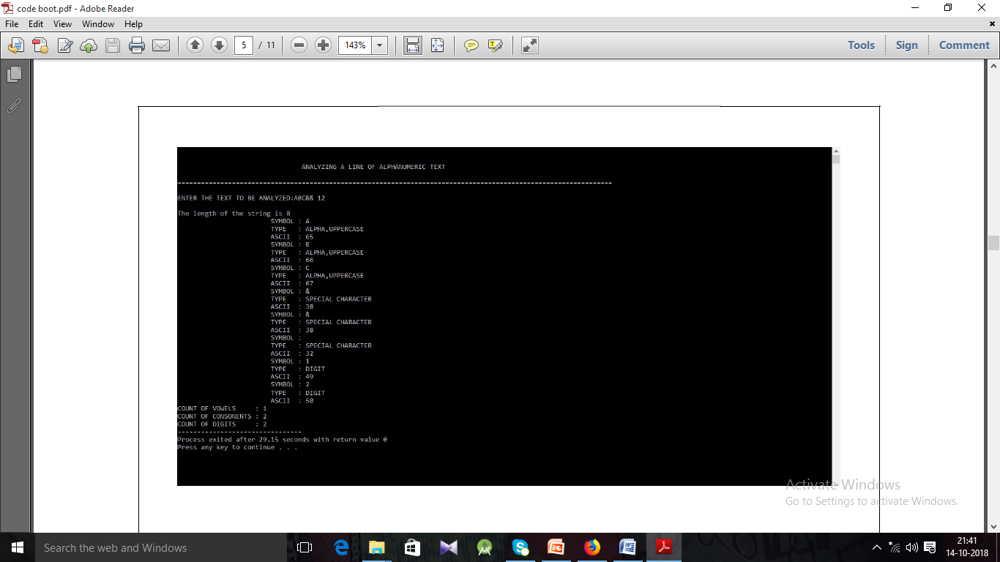 code boot.pdf - Adobe Reader
File Edit View Window Help
5 / 11 143% Tools Sign Comment
ANALYZING A LINE OF ALPHANUMERIC TEXT
ENTER THE TEXT TO BE ANALYZED:ABC&& 12
The length of the string is 8
SYMBOL : A
TYPE : ALPHA,UPPERCASE
ASCII : 65
SYMBOL : B
TYPE : ALPHA,UPPERCASE
ASCII : 66
SYMBOL : C
TYPE : ALPHA,UPPERCASE
ASCII : 67
SYMBOL : &
TYPE : SPECIAL CHARACTER
ASCII : 38
SYMBOL : &
TYPE : SPECIAL CHARACTER
ASCII : 38
SYMBOL :
TYPE : SPECIAL CHARACTER
ASCII : 32
SYMBOL : 1
TYPE : DIGIT
ASCII : 49
SYMBOL : 2
TYPE : DIGIT
ASCII : 50
COUNT OF VOWELS : 1
COUNT OF CONSONENTS : 2
COUNT OF DIGITS : 2
--------------------------------
Process exited after 29.15 seconds with return value 0
Press any key to continue . . .
Activate Windows
Go to Settings to activate Windows.
Search the web and Windows
21:41
14-10-2018